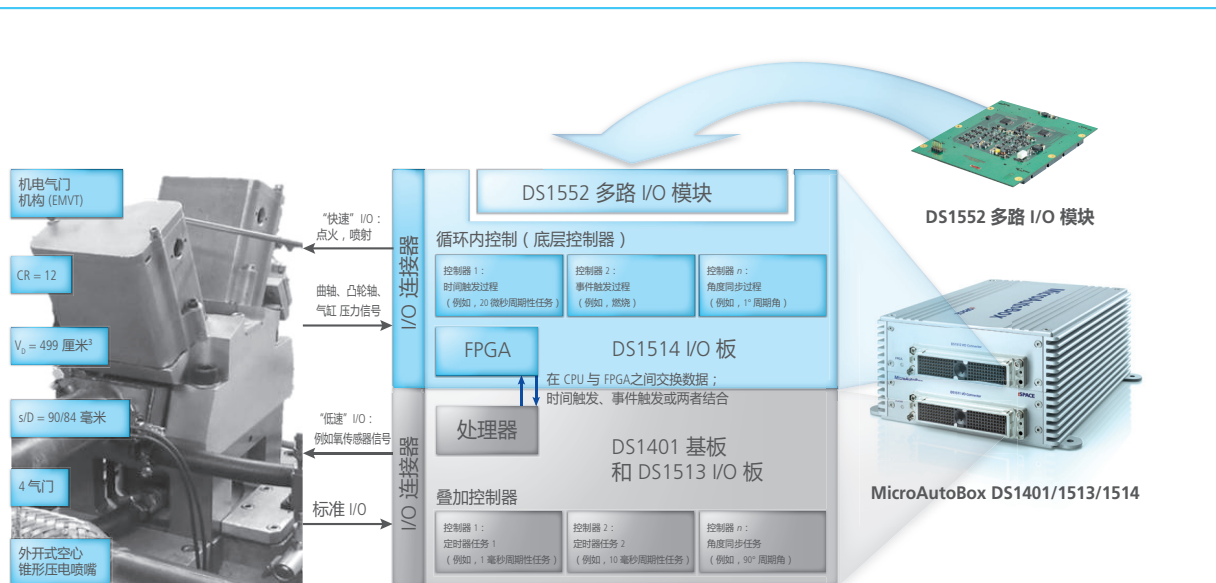 DS1552 多路 I/O 模块
机电气门
机构 (EMVT)
CR = 12
V_D = 499 厘米³
s/D = 90/84 毫米
4 气门
外开式空心
锥形压电喷嘴
“快速” I/O：
点火，喷射
曲轴、凸轮轴、
气缸 压力信号
“低速” I/O：
例如氧传感器信号
标准 I/O
I/O 连接器
I/O 连接器
DS1552 多路 I/O 模块
循环内控制 ( 底层控制器 )
控制器 1：
时间触发过程
( 例如，20 微秒周期性任务 )
控制器 2：
事件触发过程
( 例如，燃烧 )
控制器 n：
角度同步过程
( 例如，1° 周期角 )
FPGA
DS1514 I/O 板
在 CPU 与 FPGA之间交换数据；
时间触发、事件触发或两者结合
处理器
DS1401 基板
和 DS1513 I/O 板
叠加控制器
控制器 1：
定时器任务 1
( 例如，1 毫秒周期性任务 )
控制器 2：
定时器任务 2
( 例如，10 毫秒周期性任务 )
控制器 n：
角度同步任务
( 例如，90° 周期角 )
MicroAutoBox
dSPACE
MicroAutoBox DS1401/1513/1514